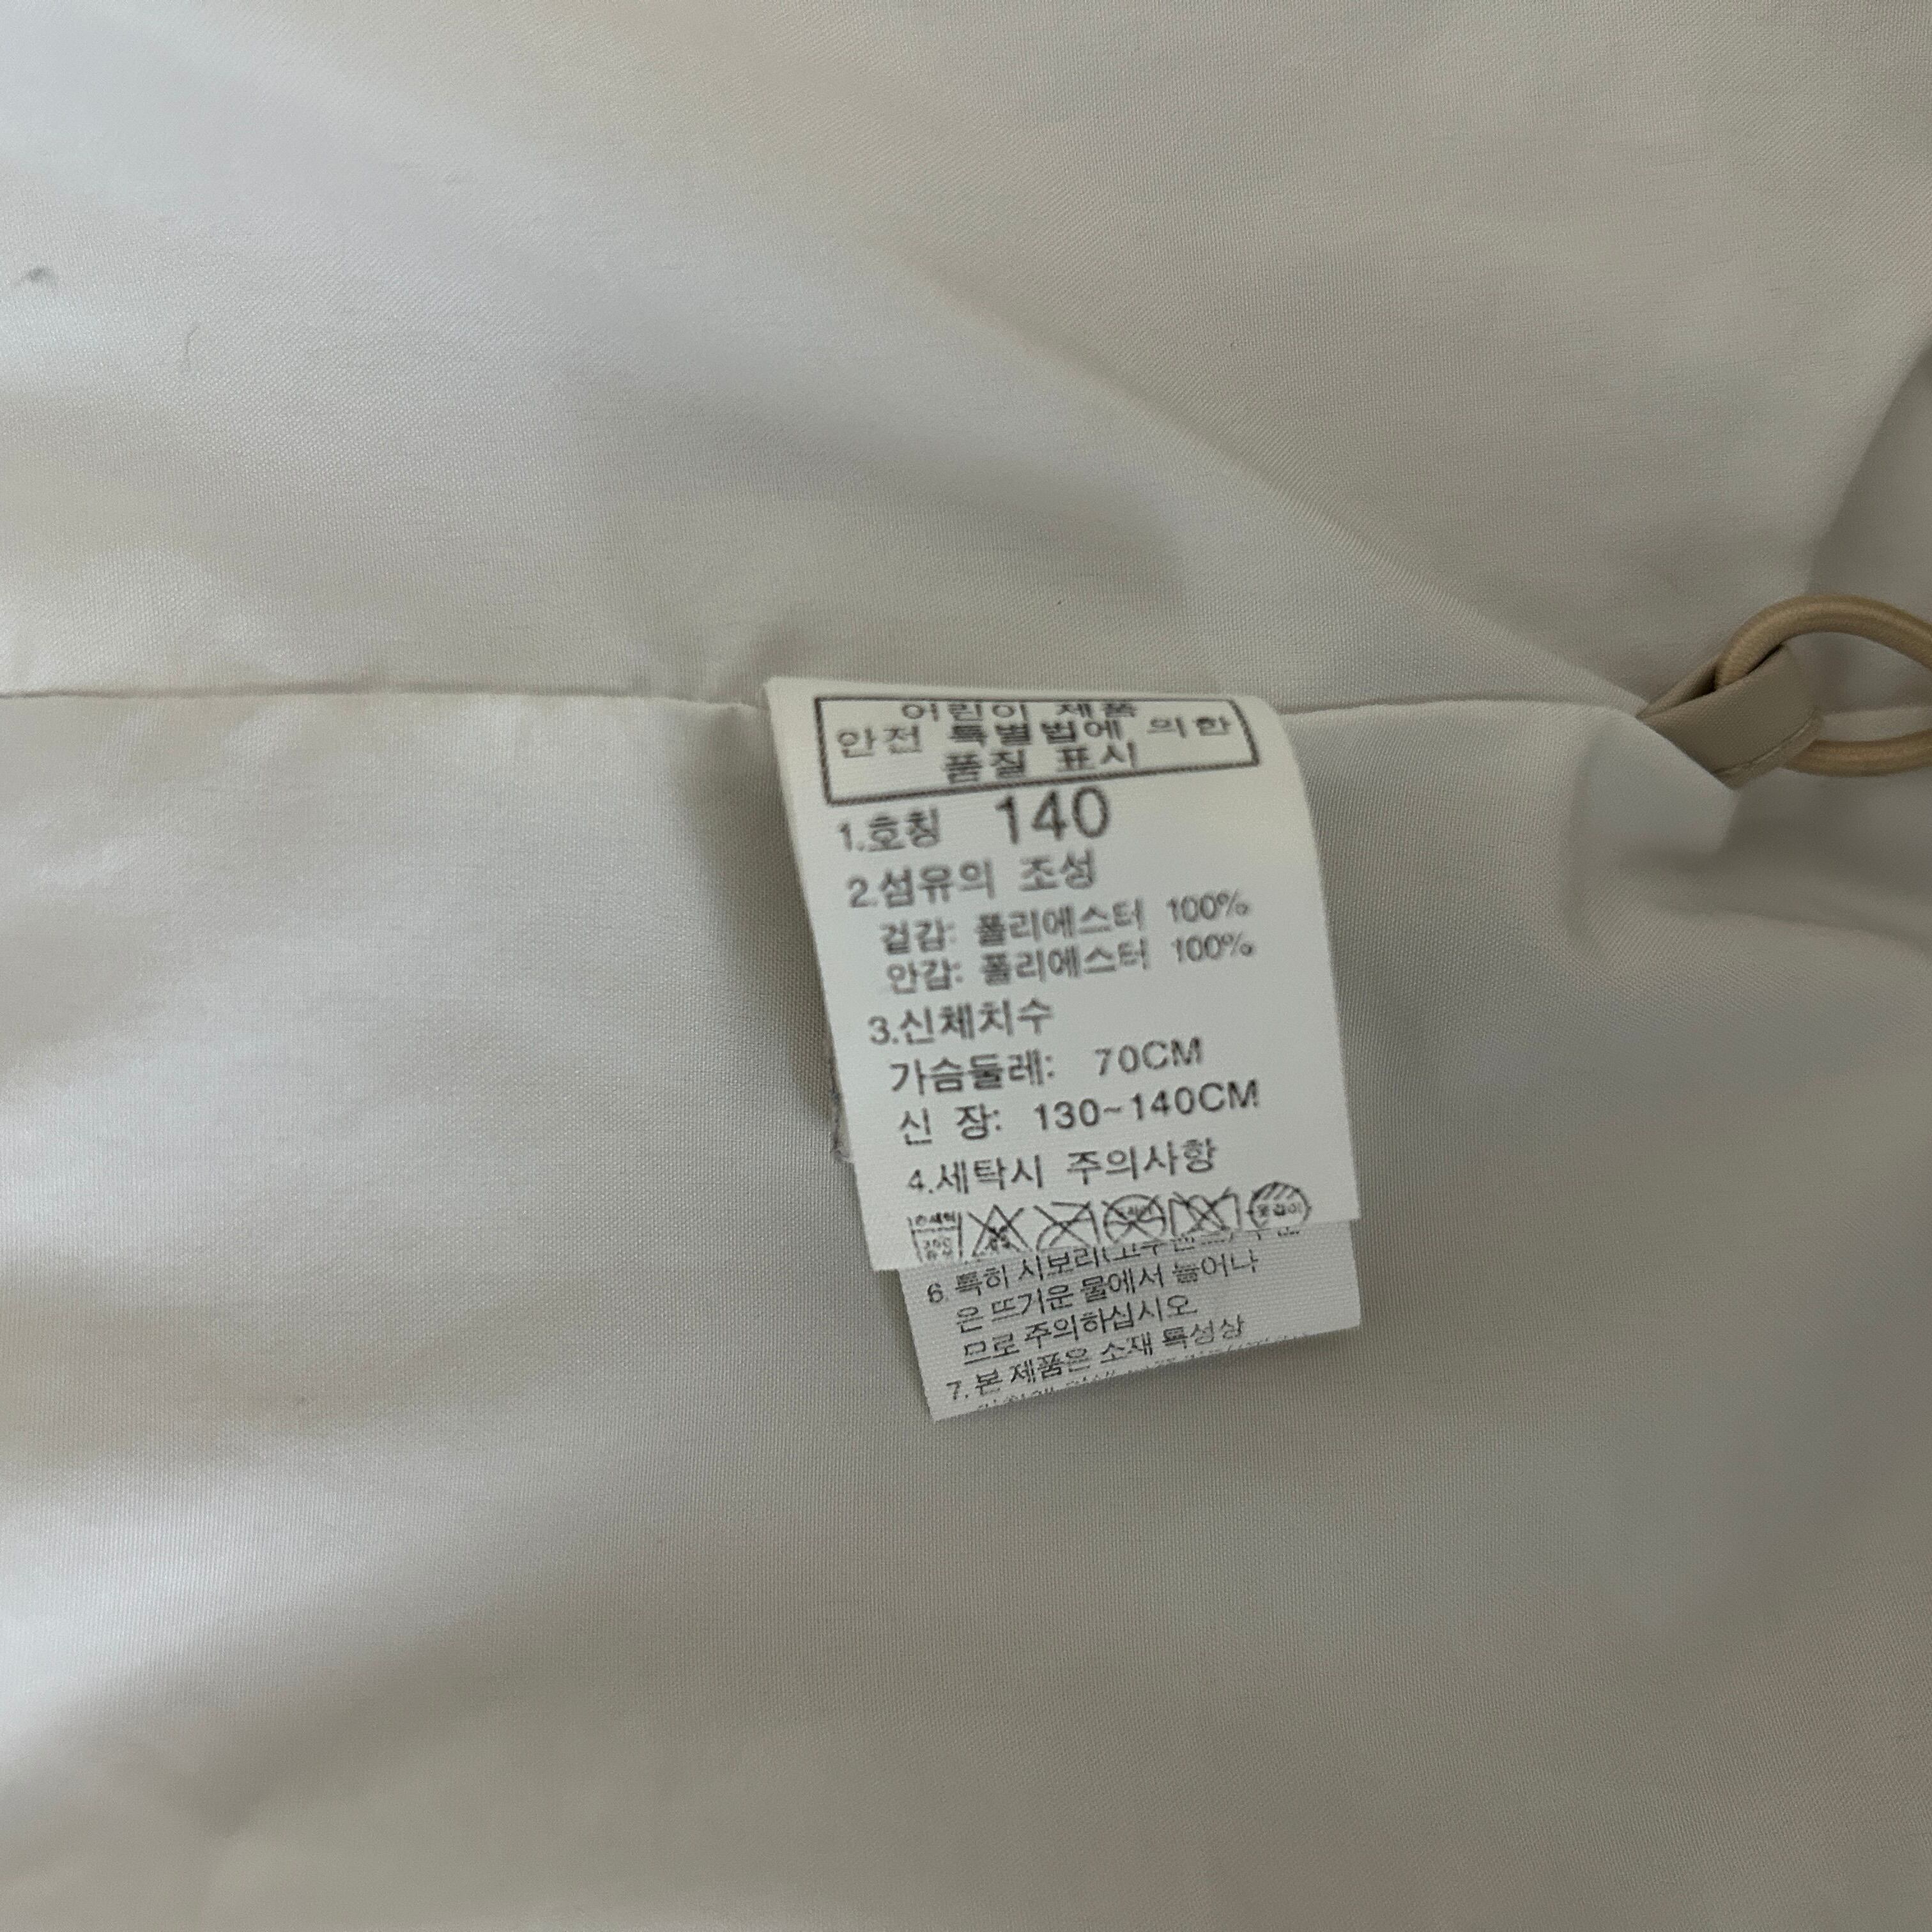 어린이 제품
안전 특별법에 의한
품질 표시
1.호칭 140
2.섬유의 조성
겉감: 폴리에스터 100%
안감: 폴리에스터 100%
3.신체치수
가슴둘레: 70CM
신 장: 130~140CM
4.세탁시 주의사항
옷걸이
6. 특히 시보리
은 뜨거운 물에서 늘어나
므로 주의하십시오.
7. 본 제품은 소재 특성상